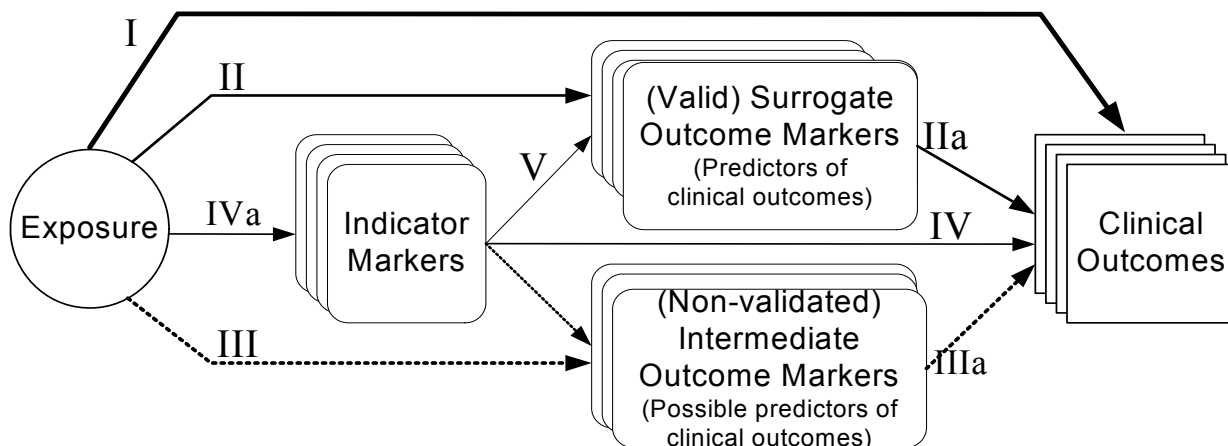 I
II
(Valid) Surrogate
Outcome Markers
(Predictors of
clinical outcomes)
IIa
V
Exposure
IVa
Indicator
Markers
IV
Clinical
Outcomes
III
(Non-validated)
Intermediate
Outcome Markers
(Possible predictors of
clinical outcomes)
IIIa